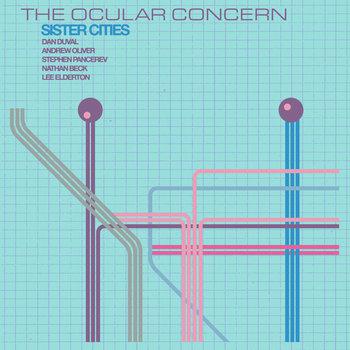 THE OCULAR CONCERN
SISTER CITIES
DAN DUVAL
ANDREW OLIVER
STEPHEN PANCEREV
NATHAN BECK
LEE ELDERTON